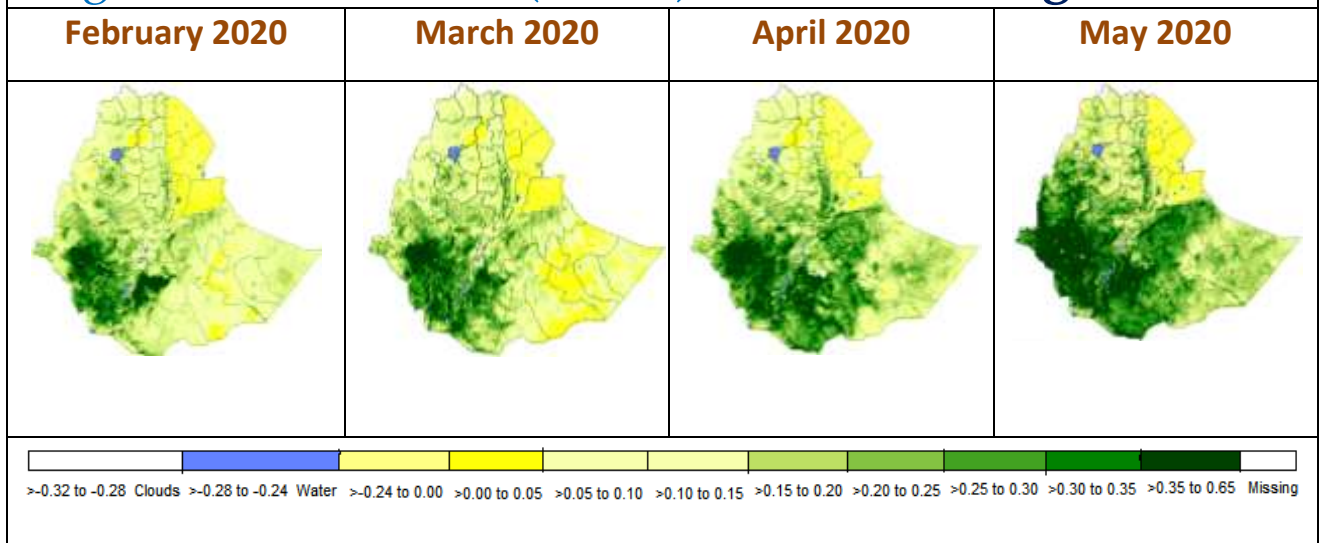 February 2020 March 2020 April 2020 May 2020
>-0.32 to -0.28 Clouds >-0.28 to -0.24 Water >-0.24 to 0.00 >0.00 to 0.05 >0.05 to 0.10 >0.10 to 0.15 >0.15 to 0.20 >0.20 to 0.25 >0.25 to 0.30 >0.30 to 0.35 >0.35 to 0.65 Missing